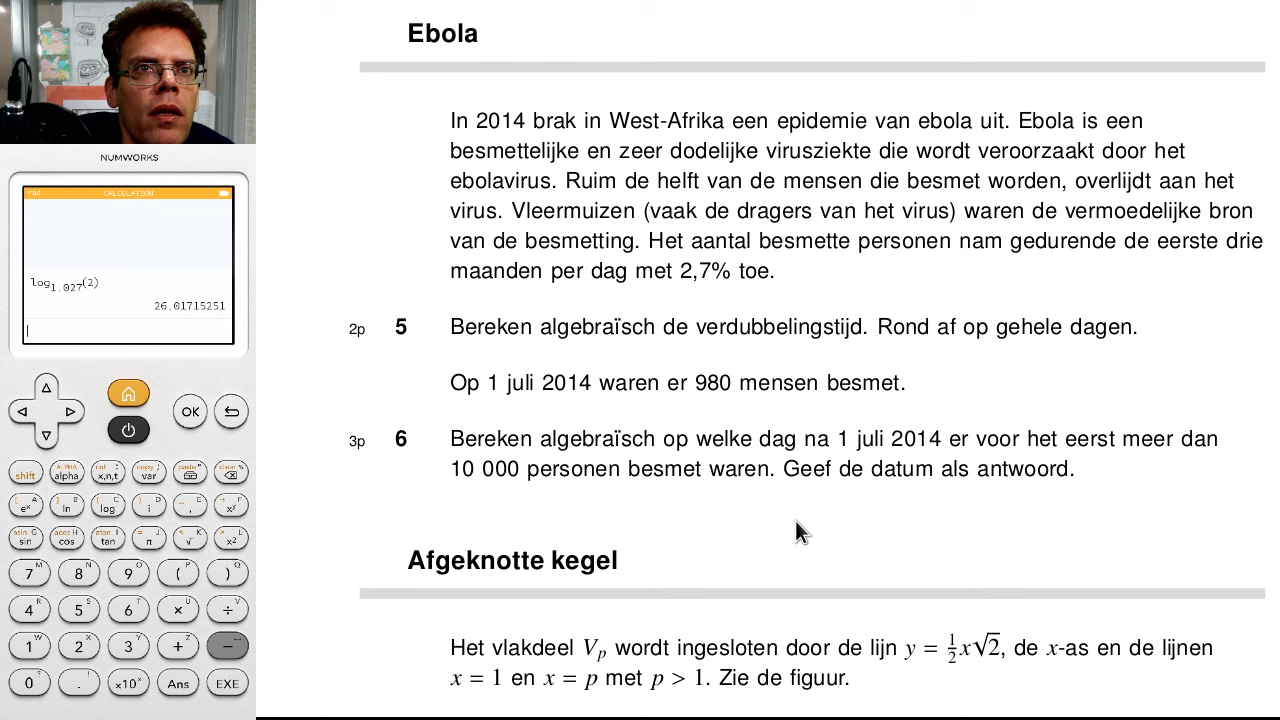 Ebola
In 2014 brak in West-Afrika een epidemie van ebola uit. Ebola is een
besmettelijke en zeer dodelijke virusziekte die wordt veroorzaakt door het
ebolavirus. Ruim de helft van de mensen die besmet worden, overlijdt aan het
virus. Vleermuizen (vaak de dragers van het virus) waren de vermoedelijke bron
van de besmetting. Het aantal besmette personen nam gedurende de eerste drie
maanden per dag met 2,7% toe.
2p 5 Bereken algebraïsch de verdubbelingstijd. Rond af op gehele dagen.
Op 1 juli 2014 waren er 980 mensen besmet.
3p 6 Bereken algebraïsch op welke dag na 1 juli 2014 er voor het eerst meer dan
10 000 personen besmet waren. Geef de datum als antwoord.
Afgeknotte kegel
Het vlakdeel Vₚ wordt ingesloten door de lijn y = ½x√2, de x-as en de lijnen
x = 1 en x = p met p > 1. Zie de figuur.
NUMWORKS
rad CALCULATION
log₁.₀₂₇(2)
26.01715251
OK
shift alpha x,n,t var
eˣ ln log i , xʸ
sin cos tan π √ x²
7 8 9 ( )
4 5 6 × ÷
1 2 3 + −
0 . ×10ˣ Ans EXE